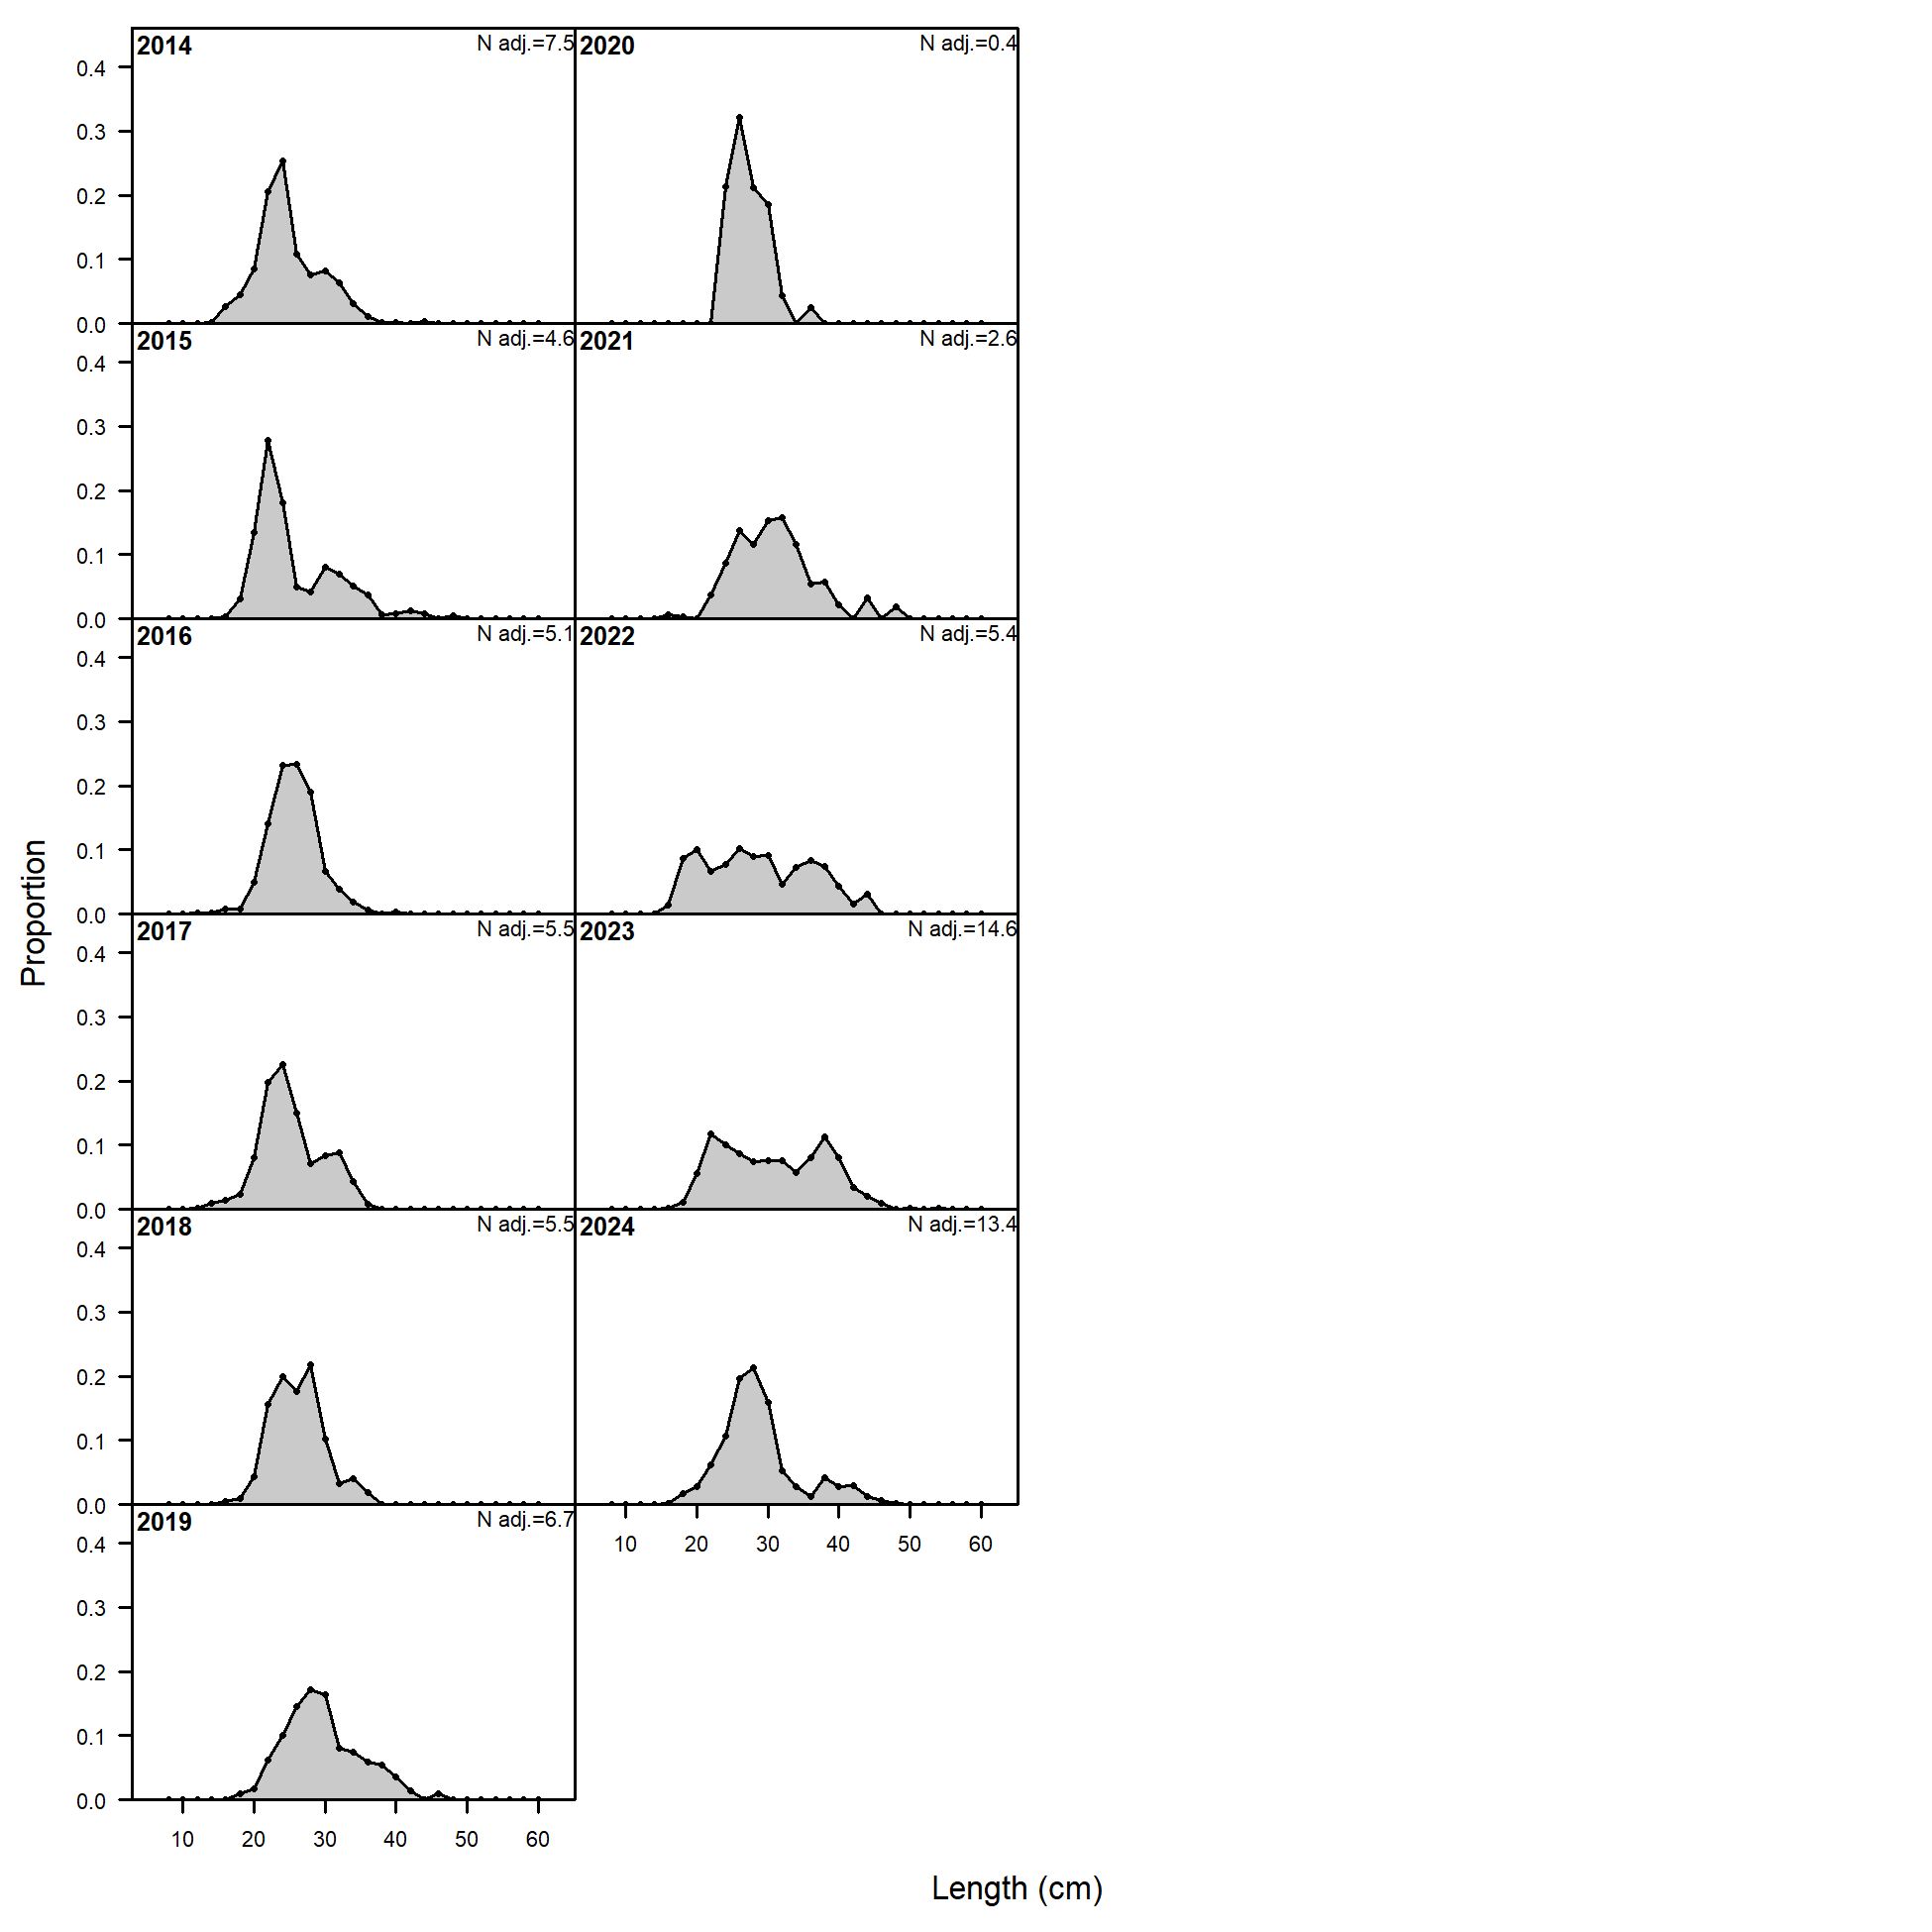 Proportion
2014 N adj.=7.5
0.4
0.3
0.2
0.1
0.0
2015 N adj.=4.6
0.4
0.3
0.2
0.1
0.0
2016 N adj.=5.1
0.4
0.3
0.2
0.1
0.0
2017 N adj.=5.5
0.4
0.3
0.2
0.1
0.0
2018 N adj.=5.5
0.4
0.3
0.2
0.1
0.0
2019 N adj.=6.7
0.4
0.3
0.2
0.1
0.0
10 20 30 40 50 60
2020 N adj.=0.4
2021 N adj.=2.6
2022 N adj.=5.4
2023 N adj.=14.6
2024 N adj.=13.4
10 20 30 40 50 60
Length (cm)